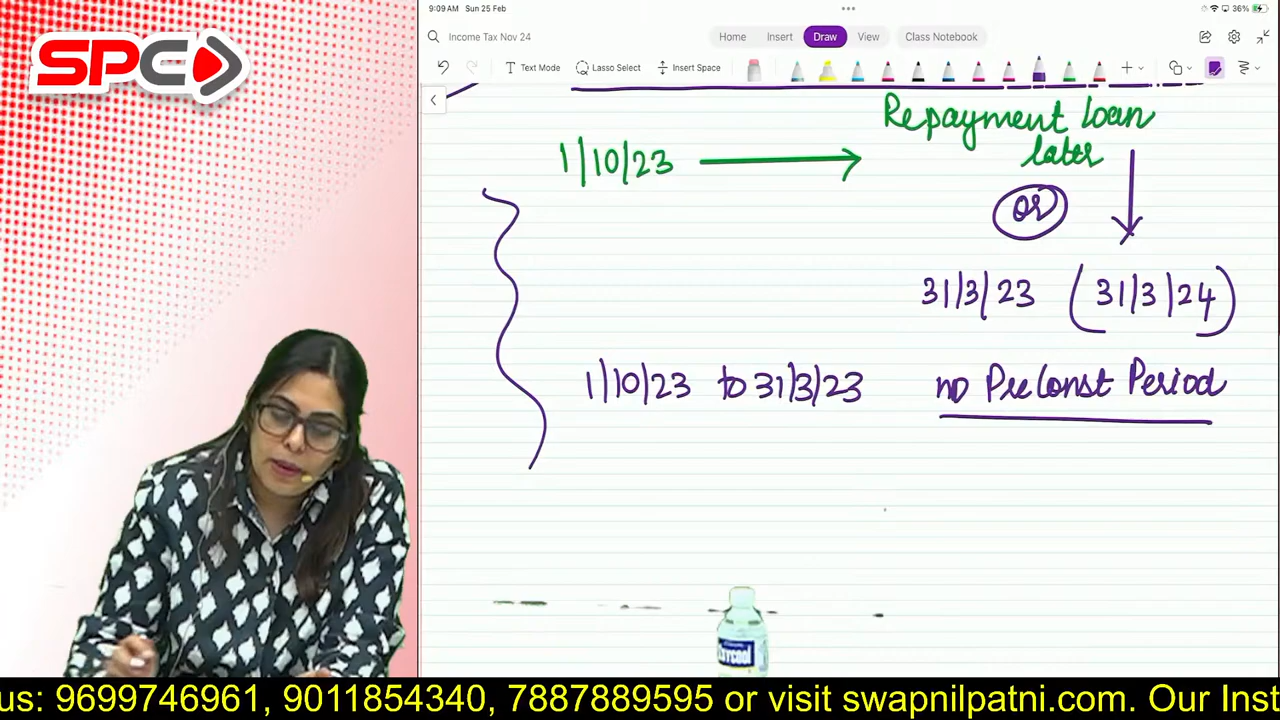 9:09 AM Sun 25 Feb
36%
SPC
Income Tax Nov 24
Home Insert Draw View Class Notebook
Text Mode Lasso Select Insert Space
Repayment loan
later
1/10/23
or
31/3/23 (31/3/24)
1/10/23 to 31/3/23 no PreConst Period
us: 9699746961, 9011854340, 7887889595 or visit swapnilpatni.com. Our Inst